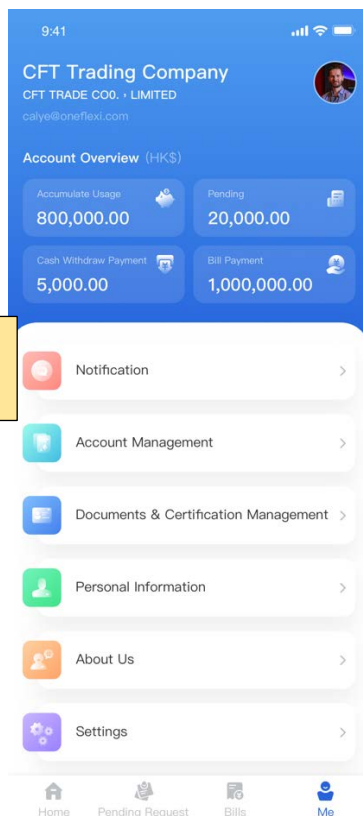 9:41
CFT Trading Company
CFT TRADE COO. , LIMITED
calye@oneflexi.com
Account Overview (HK$)
Accumulate Usage
800,000.00
Pending
20,000.00
Cash Withdraw Payment
5,000.00
Bill Payment
1,000,000.00
Notification
Account Management
Documents & Certification Management
Personal Information
About Us
Settings
Home
Pending Request
Bills
Me